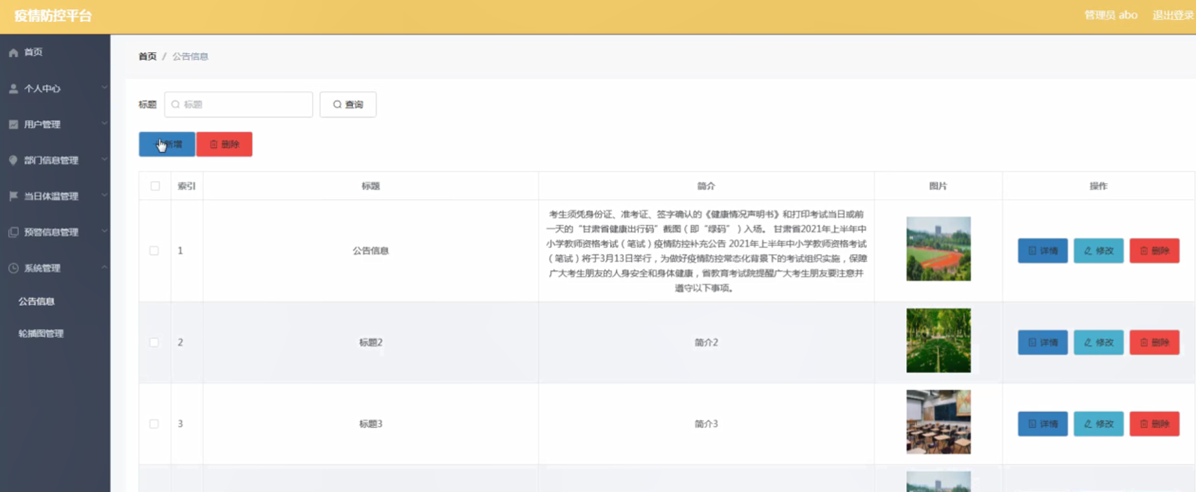 疫情防控平台
管理员 abo 退出登录
首页
个人中心
用户管理
部门信息管理
当日体温管理
预警信息管理
系统管理
公告信息
轮播图管理
首页 / 公告信息
标题 标题 查询
新增 删除
索引 标题 简介 图片 操作
1 公告信息
考生须凭身份证、准考证、签字确认的《健康情况声明书》和打印考试当日或前
一天的“甘肃省健康出行码”截图（即“绿码”）入场。 甘肃省2021年上半年中
小学教师资格考试（笔试）疫情防控补充公告 2021年上半年中小学教师资格考试
（笔试）将于3月13日举行，为做好疫情防控常态化背景下的考试组织实施，保障
广大考生朋友的人身安全和身体健康，省教育考试院提醒广大考生朋友要注意并
遵守以下事项。
详情 修改 删除
2 标题2 简介2 详情 修改 删除
3 标题3 简介3 详情 修改 删除